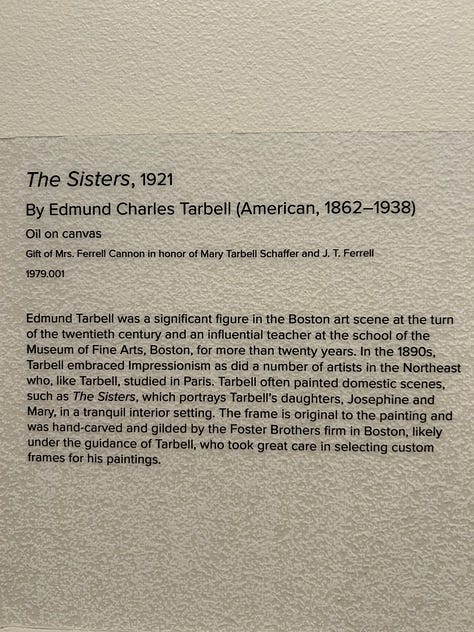 The Sisters, 1921
By Edmund Charles Tarbell (American, 1862–1938)
Oil on canvas
Gift of Mrs. Ferrell Cannon in honor of Mary Tarbell Schaffer and J. T. Ferrell
1979.001
Edmund Tarbell was a significant figure in the Boston art scene at the turn
of the twentieth century and an influential teacher at the school of the
Museum of Fine Arts, Boston, for more than twenty years. In the 1890s,
Tarbell embraced Impressionism as did a number of artists in the Northeast
who, like Tarbell, studied in Paris. Tarbell often painted domestic scenes,
such as The Sisters, which portrays Tarbell's daughters, Josephine and
Mary, in a tranquil interior setting. The frame is original to the painting and
was hand-carved and gilded by the Foster Brothers firm in Boston, likely
under the guidance of Tarbell, who took great care in selecting custom
frames for his paintings.